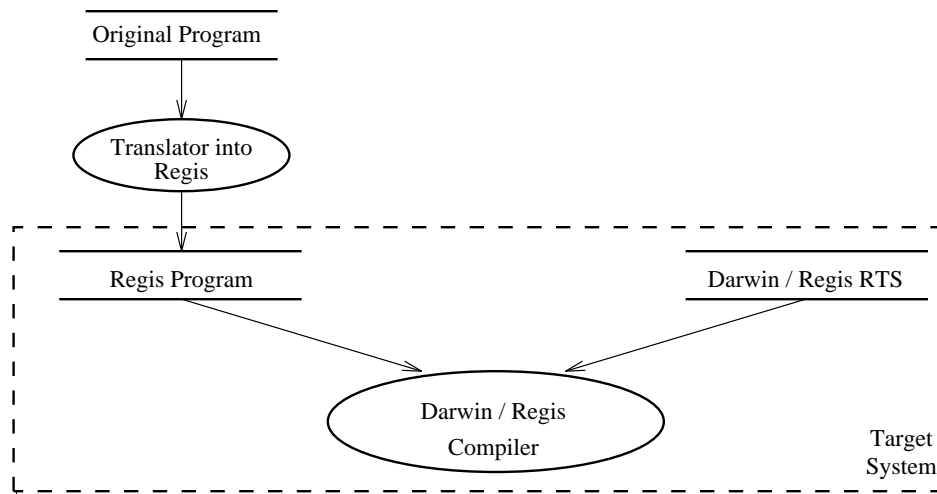 Original Program
Translator into
Regis
Regis Program
Darwin / Regis RTS
Darwin / Regis
Compiler
Target
System